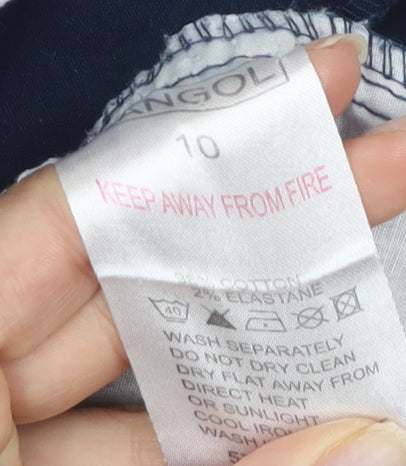 ANGOL
10
KEEP AWAY FROM FIRE
COTTON
2% ELASTANE
40
WASH SEPARATELY
DO NOT DRY CLEAN
DRY FLAT AWAY FROM
DIRECT HEAT
OR SUNLIGHT
COOL IRON
WASH